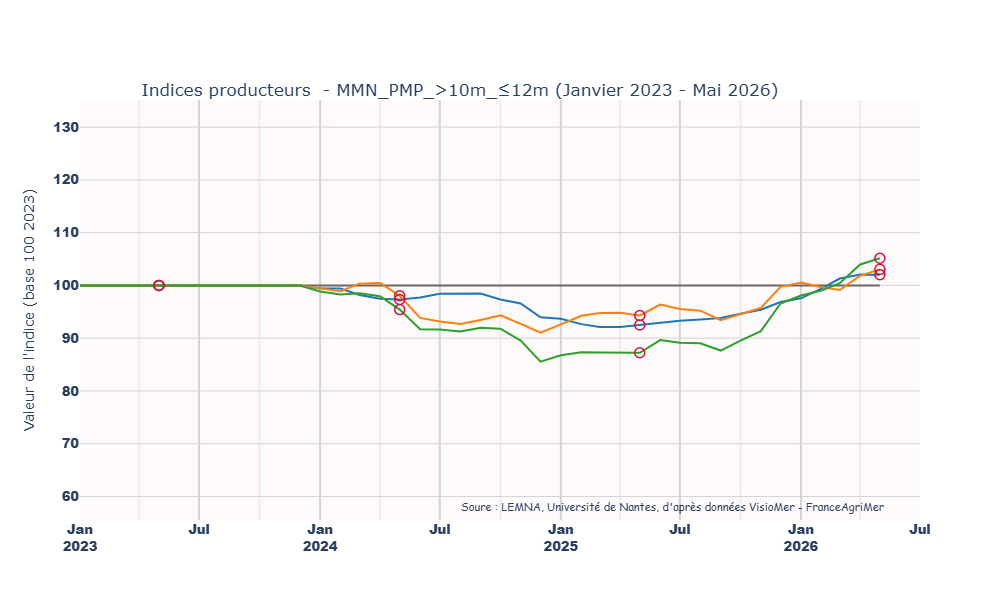 Indices producteurs  - MMN_PMP_>10m_≤12m (Janvier 2023 - Mai 2026)
Valeur de l'indice (base 100 2023)
130
120
110
100
90
80
70
60
Soure : LEMNA, Université de Nantes, d'après données VisioMer - FranceAgriMer
Jan Jul Jan Jul Jan Jul Jan Jul
2023 2024 2025 2026